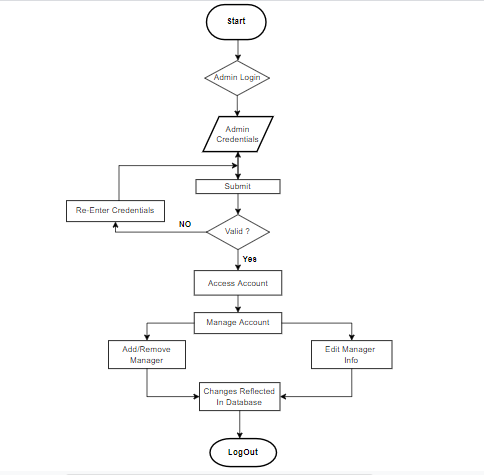 Start
Admin Login
Admin
Credentials
Submit
Re-Enter Credentials
NO
Valid ?
Yes
Access Account
Manage Account
Add/Remove
Manager
Edit Manager
Info
Changes Reflected
In Database
LogOut